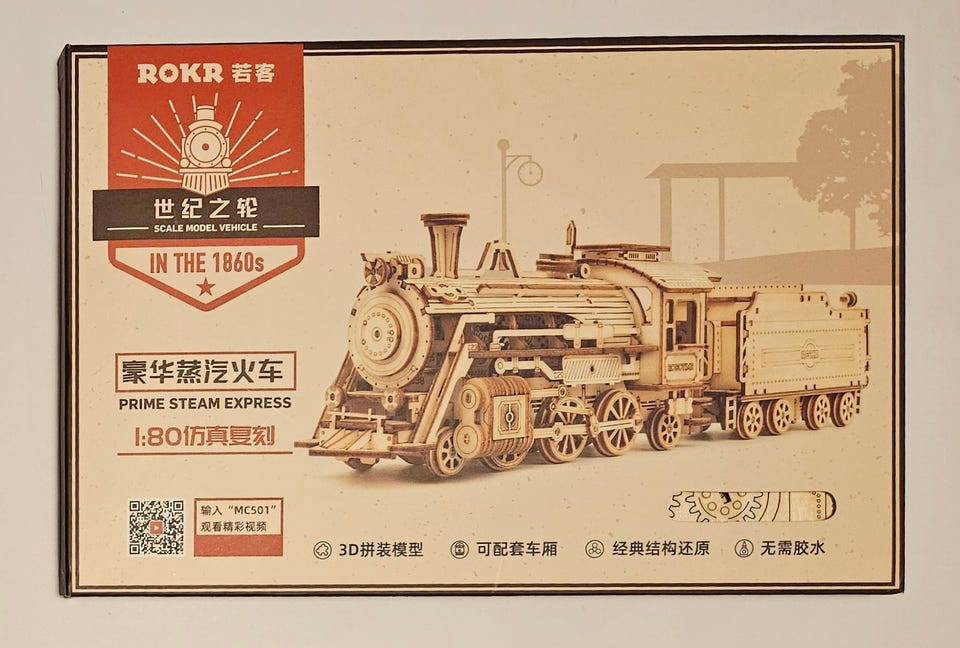 ROKR 若客
世纪之轮
SCALE MODEL VEHICLE
IN THE 1860s
豪华蒸汽火车
PRIME STEAM EXPRESS
1:80仿真复刻
输入“MC501”
观看精彩视频
3D拼装模型
可配套车厢
经典结构还原
无需胶水
ROBOTIME
ROKR